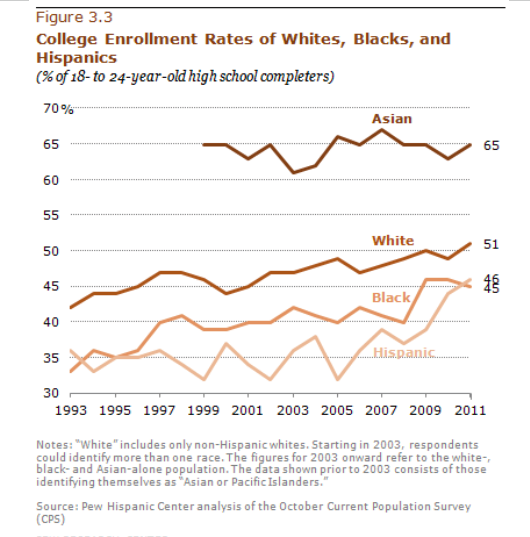 Figure 3.3
College Enrollment Rates of Whites, Blacks, and
Hispanics
(% of 18- to 24-year-old high school completers)
70%
Asian
65
65
60
55
White
51
50
46
45
45
Black
40
35
Hispanic
30
1993 1995 1997 1999 2001 2003 2005 2007 2009 2011
Notes: "White" includes only non-Hispanic whites. Starting in 2003, respondents
could identify more than one race. The figures for 2003 onward refer to the white-,
black- and Asian-alone population. The data shown prior to 2003 consists of those
identifying themselves as "Asian or Pacific Islanders."
Source: Pew Hispanic Center analysis of the October Current Population Survey
(CPS)